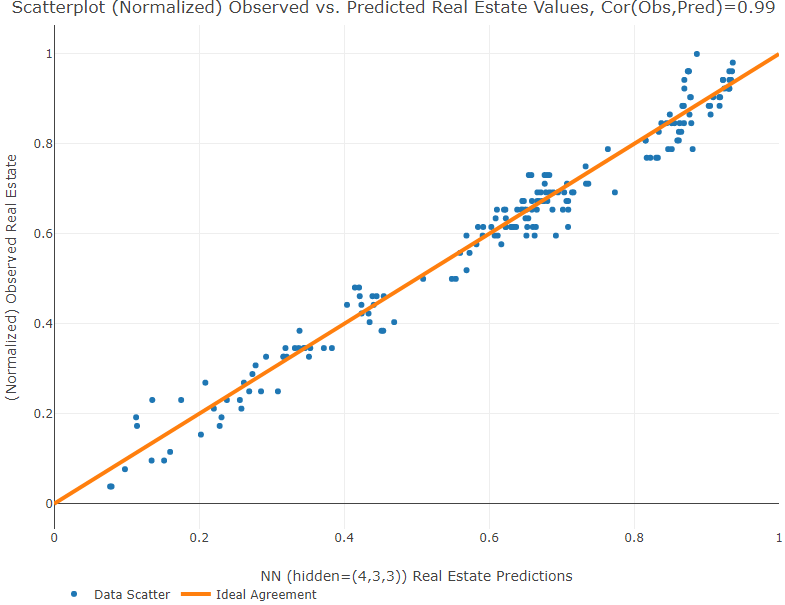 Scatterplot (Normalized) Observed vs. Predicted Real Estate Values, Cor(Obs,Pred)=0.99
(Normalized) Observed Real Estate
1
0.8
0.6
0.4
0.2
0
0 0.2 0.4 0.6 0.8 1
NN (hidden=(4,3,3)) Real Estate Predictions
Data Scatter Ideal Agreement